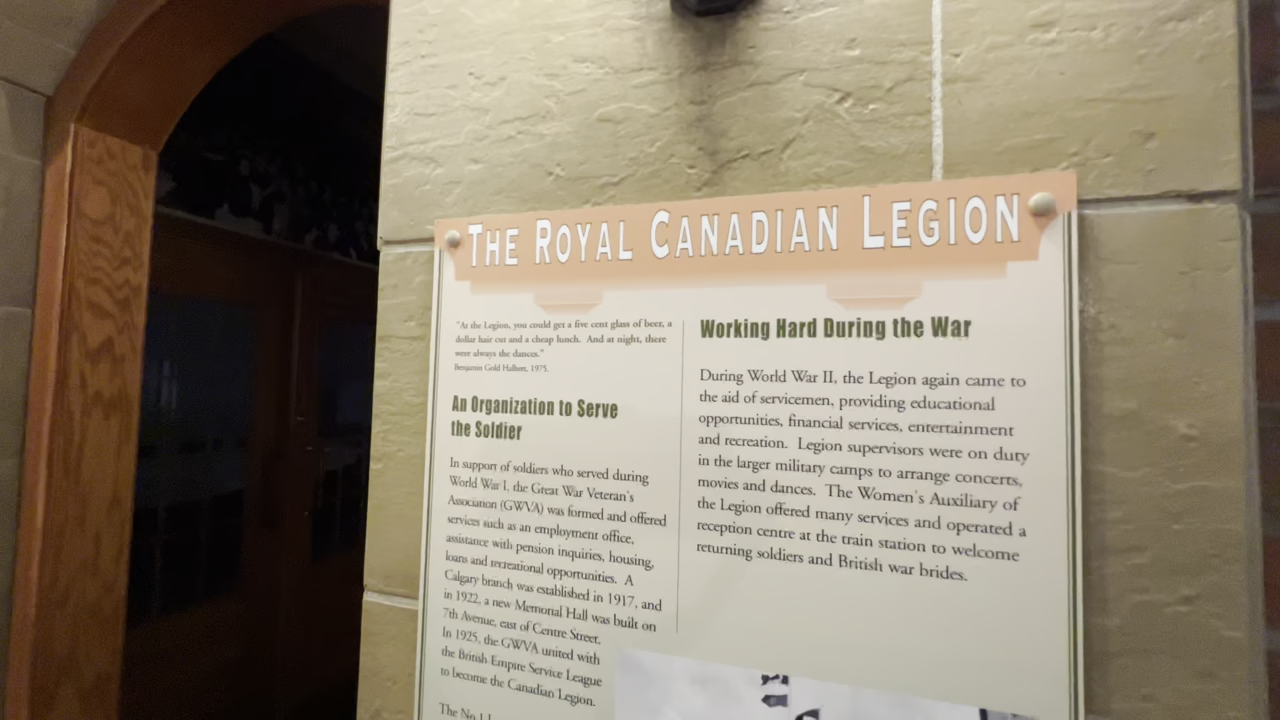 THE ROYAL CANADIAN LEGION
"At the Legion, you could get a five cent glass of beer, a
dollar hair cut and a cheap lunch. And at night, there
were always the dances."
Benjamin Gold Halbert, 1975.
An Organization to Serve
the Soldier
In support of soldiers who served during
World War I, the Great War Veteran's
Association (GWVA) was formed and offered
services such as an employment office,
assistance with pension inquiries, housing,
loans and recreational opportunities. A
Calgary branch was established in 1917, and
in 1922, a new Memorial Hall was built on
7th Avenue, east of Centre Street.
In 1925, the GWVA united with
the British Empire Service League
to become the Canadian Legion.
The No.1
Working Hard During the War
During World War II, the Legion again came to
the aid of servicemen, providing educational
opportunities, financial services, entertainment
and recreation. Legion supervisors were on duty
in the larger military camps to arrange concerts,
movies and dances. The Women's Auxiliary of
the Legion offered many services and operated a
reception centre at the train station to welcome
returning soldiers and British war brides.